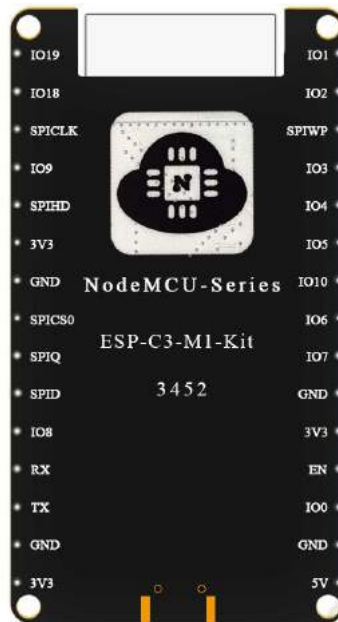 IO19 IO1
IO18 IO2
SPICLK SPIWP
IO9 IO3
SPIHD IO4
3V3 IO5
GND NodeMCU-Series IO10
SPICS0 IO6
ESP-C3-M1-Kit
SPIQ IO7
SPID 3452 GND
IO8 3V3
RX EN
TX IO0
GND GND
3V3 5V